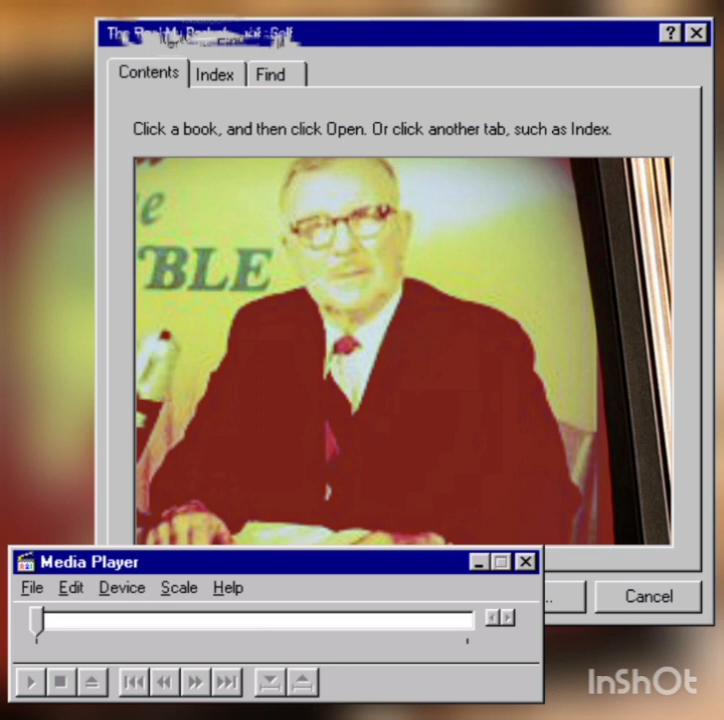 The
Contents
Index
Find
Click a book, and then click Open. Or click another tab, such as Index.
e
BLE
Media Player
File Edit Device Scale Help
...
Cancel
InShOt